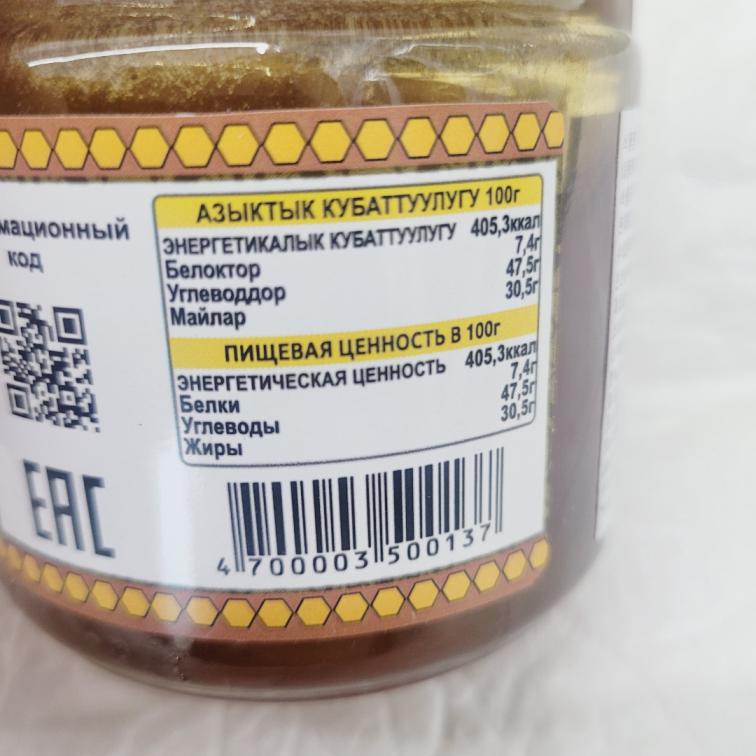 мационный
код
АЗЫКТЫК КУБАТТУУЛУГУ 100г
ЭНЕРГЕТИКАЛЫК КУБАТТУУЛУГУ 405,3ккал
Белоктор 7,4г
Углеводдор 47,5г
Майлар 30,5г
ПИЩЕВАЯ ЦЕННОСТЬ В 100г
ЭНЕРГЕТИЧЕСКАЯ ЦЕННОСТЬ 405,3ккал
Белки 7,4г
Углеводы 47,5г
Жиры 30,5г
ЕАС
4 700003 500137